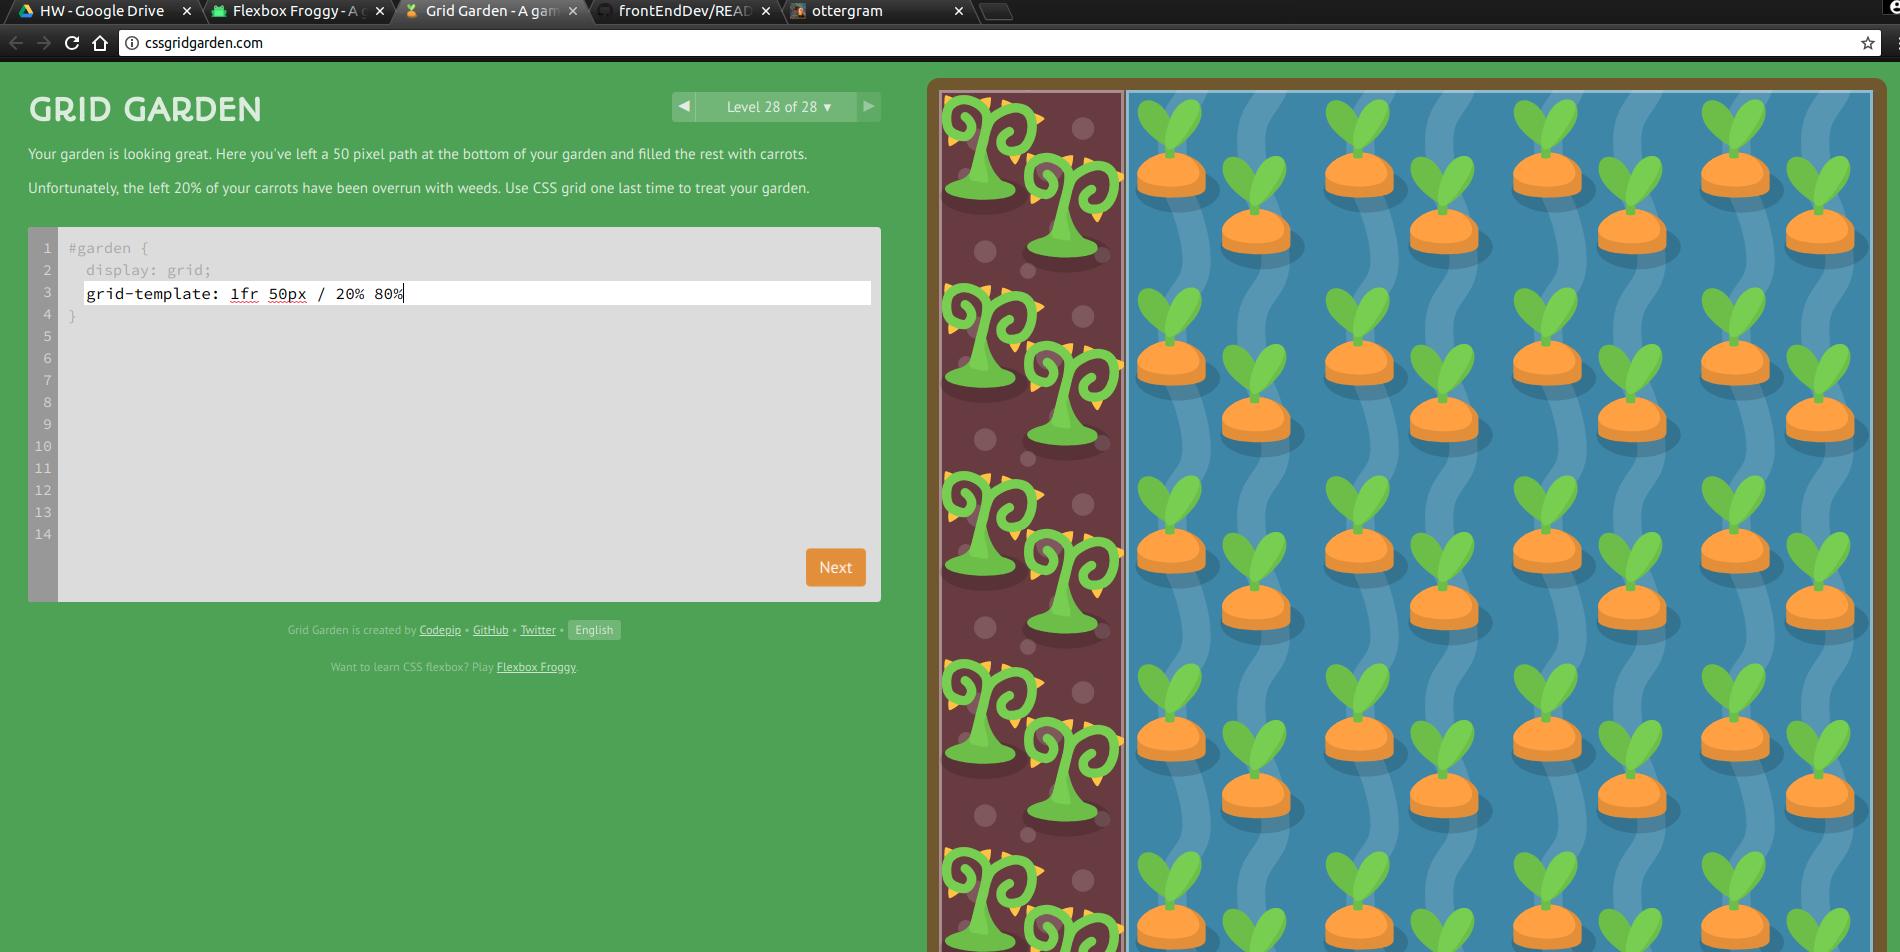 HW - Google Drive
Flexbox Froggy - A g
Grid Garden - A gam
frontEndDev/READ
ottergram
cssgridgarden.com
GRID GARDEN
◀ Level 28 of 28 ▼ ▶
Your garden is looking great. Here you've left a 50 pixel path at the bottom of your garden and filled the rest with carrots.
Unfortunately, the left 20% of your carrots have been overrun with weeds. Use CSS grid one last time to treat your garden.
1 #garden {
2 display: grid;
3 grid-template: 1fr 50px / 20% 80%
4 }
5
6
7
8
9
10
11
12
13
14
Next
Grid Garden is created by Codepip • GitHub • Twitter • English
Want to learn CSS flexbox? Play Flexbox Froggy.